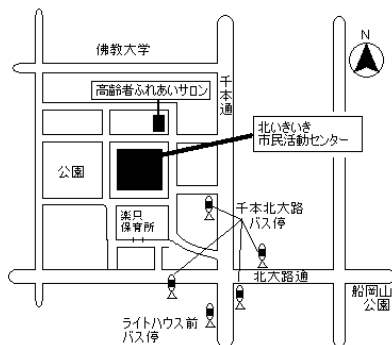 佛教大学
N
千本通
高齢者ふれあいサロン
北いきいき
市民活動センター
公園
楽只
保育所
千本北大路
バス停
北大路通
船岡山
公園
ライトハウス前
バス停